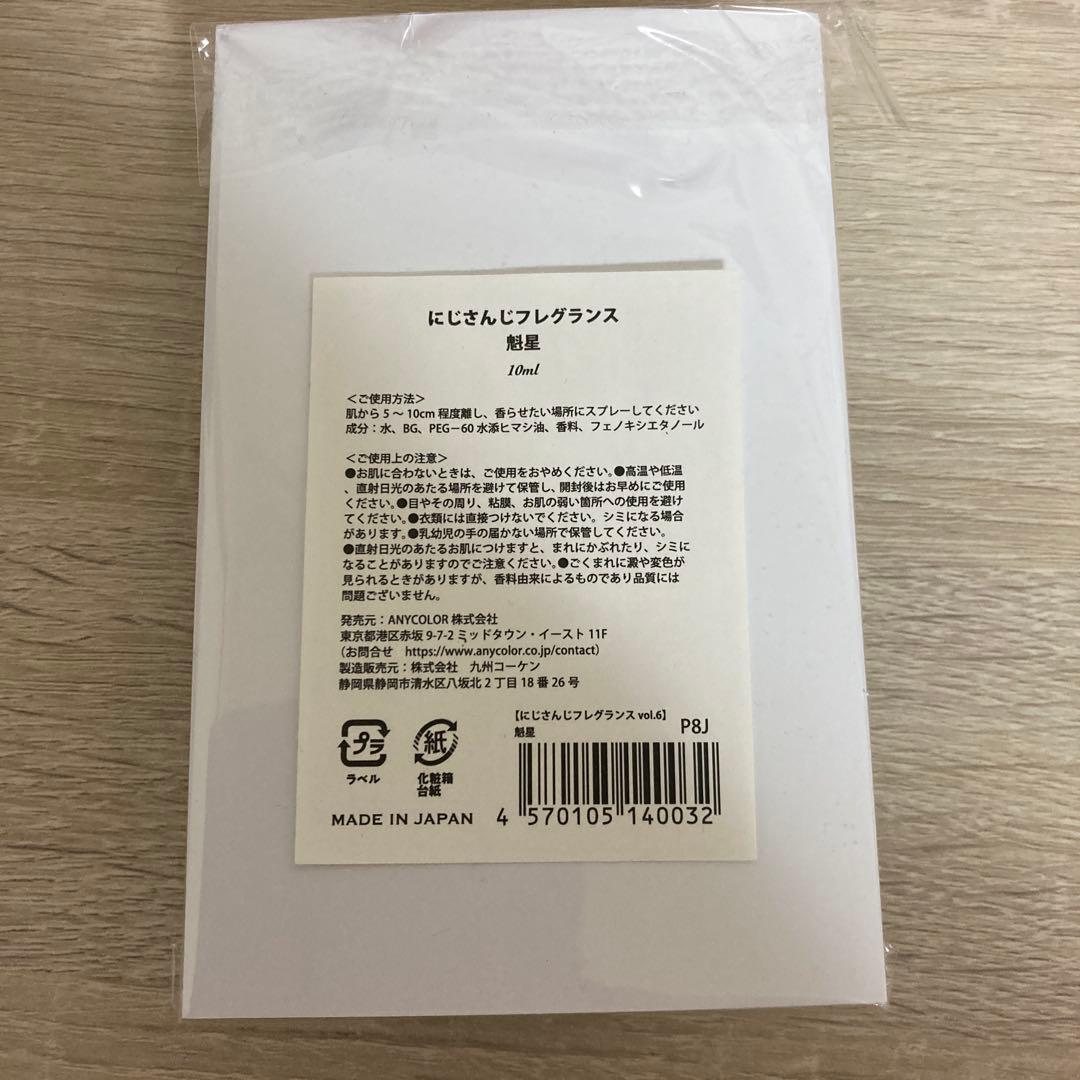 にじさんじフレグランス
魁星
10ml
＜ご使用方法＞
肌から 5 ～ 10cm 程度離し、香らせたい場所にスプレーしてください
成分：水、BG、PEG－60 水添ヒマシ油、香料、フェノキシエタノール
＜ご使用上の注意＞
●お肌に合わないときは、ご使用をおやめください。●高温や低温
、直射日光のあたる場所を避けて保管し、開封後はお早めにご使用
ください。●目やその周り、粘膜、お肌の弱い箇所への使用を避け
てください。●衣類には直接つけないでください。シミになる場合
があります。●乳幼児の手の届かない場所で保管してください。
●直射日光のあたるお肌につけますと、まれにかぶれたり、シミに
なることがありますのでご注意ください。●ごくまれに澱や変色が
見られるときがありますが、香料由来によるものであり品質には
問題ございません。
発売元：ANYCOLOR 株式会社
東京都港区赤坂 9-7-2 ミッドタウン・イースト 11F
（お問合せ　https://www.anycolor.co.jp/contact）
製造販売元：株式会社　九州コーケン
静岡県静岡市清水区八坂北 2 丁目 18 番 26 号
プラ
ラベル
紙
化粧箱
台紙
【にじさんじフレグランス vol.6】
魁星
P8J
MADE IN JAPAN
4 570105 140032